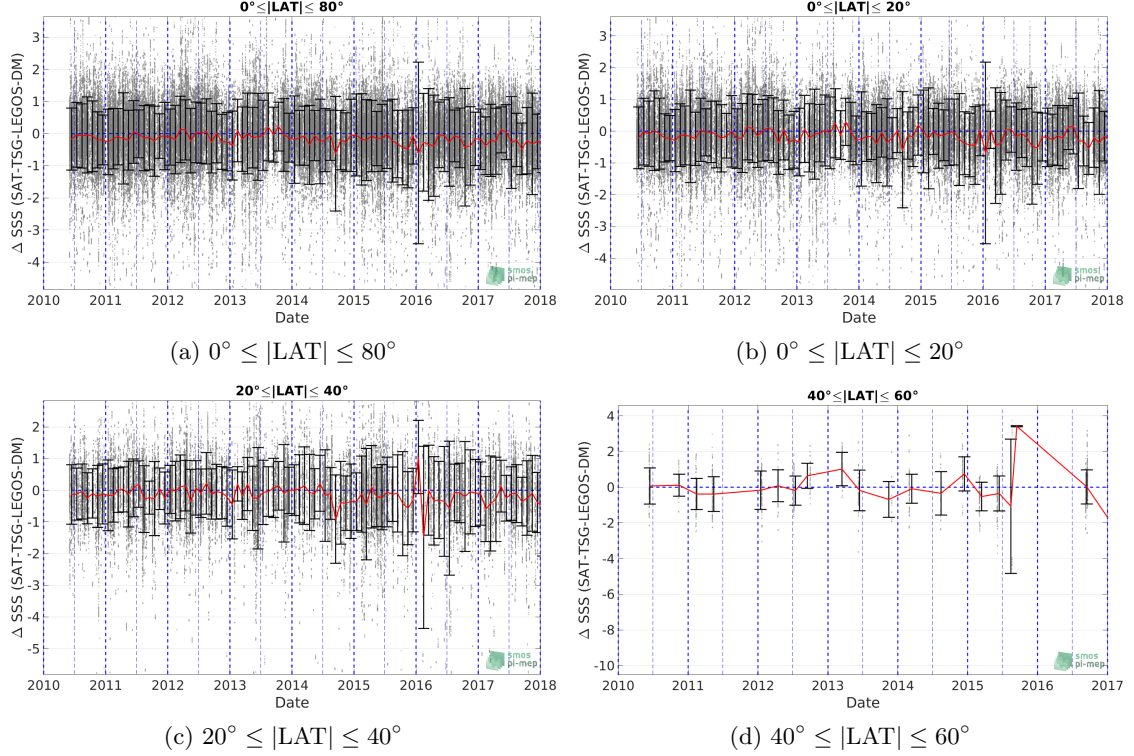 0°≤|LAT|≤ 80°
Δ SSS (SAT-TSG-LEGOS-DM)
3
2
1
0
-1
-2
-3
-4
2010 2011 2012 2013 2014 2015 2016 2017 2018
Date
smos
pi-mep
(a) 0° ≤ |LAT| ≤ 80°
0°≤|LAT|≤ 20°
Δ SSS (SAT-TSG-LEGOS-DM)
3
2
1
0
-1
-2
-3
-4
2010 2011 2012 2013 2014 2015 2016 2017 2018
Date
smos
pi-mep
(b) 0° ≤ |LAT| ≤ 20°
20°≤|LAT|≤ 40°
Δ SSS (SAT-TSG-LEGOS-DM)
2
1
0
-1
-2
-3
-4
-5
2010 2011 2012 2013 2014 2015 2016 2017 2018
Date
smos
pi-mep
(c) 20° ≤ |LAT| ≤ 40°
40°≤|LAT|≤ 60°
Δ SSS (SAT-TSG-LEGOS-DM)
4
2
0
-2
-4
-6
-8
-10
2010 2011 2012 2013 2014 2015 2016 2017
Date
smos
pi-mep
(d) 40° ≤ |LAT| ≤ 60°